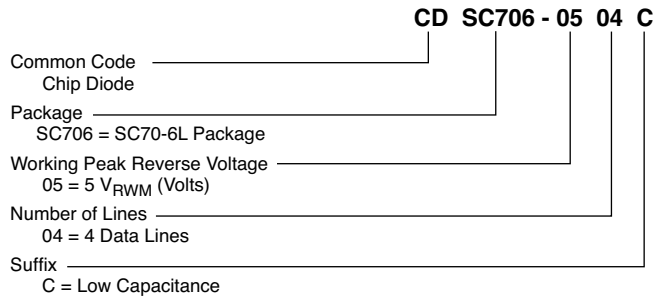 CD SC706 - 05 04 C
Common Code
Chip Diode
Package
SC706 = SC70-6L Package
Working Peak Reverse Voltage
05 = 5 VRWM (Volts)
Number of Lines
04 = 4 Data Lines
Suffix
C = Low Capacitance